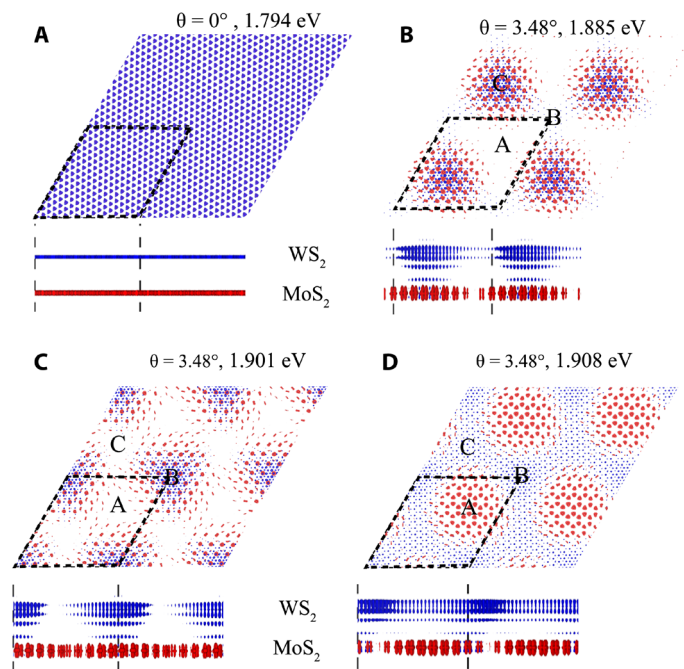 A
θ = 0° , 1.794 eV
WS₂
MoS₂
B
θ = 3.48°, 1.885 eV
C
B
A
C
θ = 3.48°, 1.901 eV
C
B
A
WS₂
MoS₂
D
θ = 3.48°, 1.908 eV
C
B
A